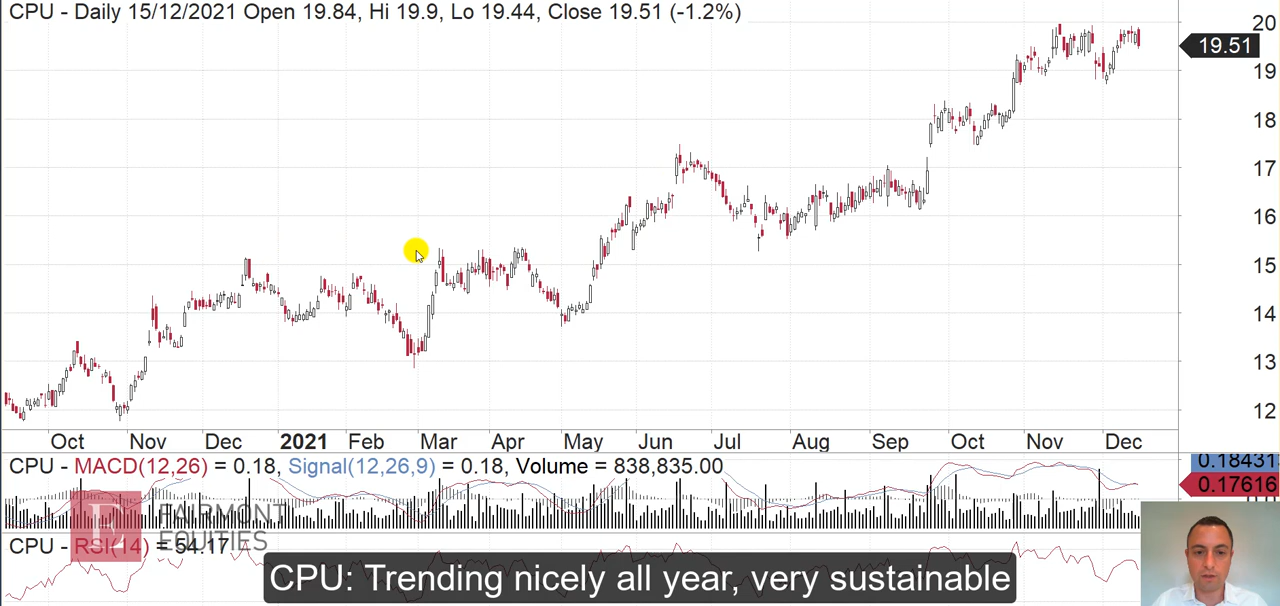 CPU - Daily 15/12/2021 Open 19.84, Hi 19.9, Lo 19.44, Close 19.51 (-1.2%)
20
19.51
19
18
17
16
15
14
13
12
Oct Nov Dec 2021 Feb Mar Apr May Jun Jul Aug Sep Oct Nov Dec
CPU - MACD(12,26) = 0.18, Signal(12,26,9) = 0.18, Volume = 838,835.00
0.18431
0.17616
FAIRMONT
EQUITIES
CPU - RSI(14) = 54.17
CPU: Trending nicely all year, very sustainable